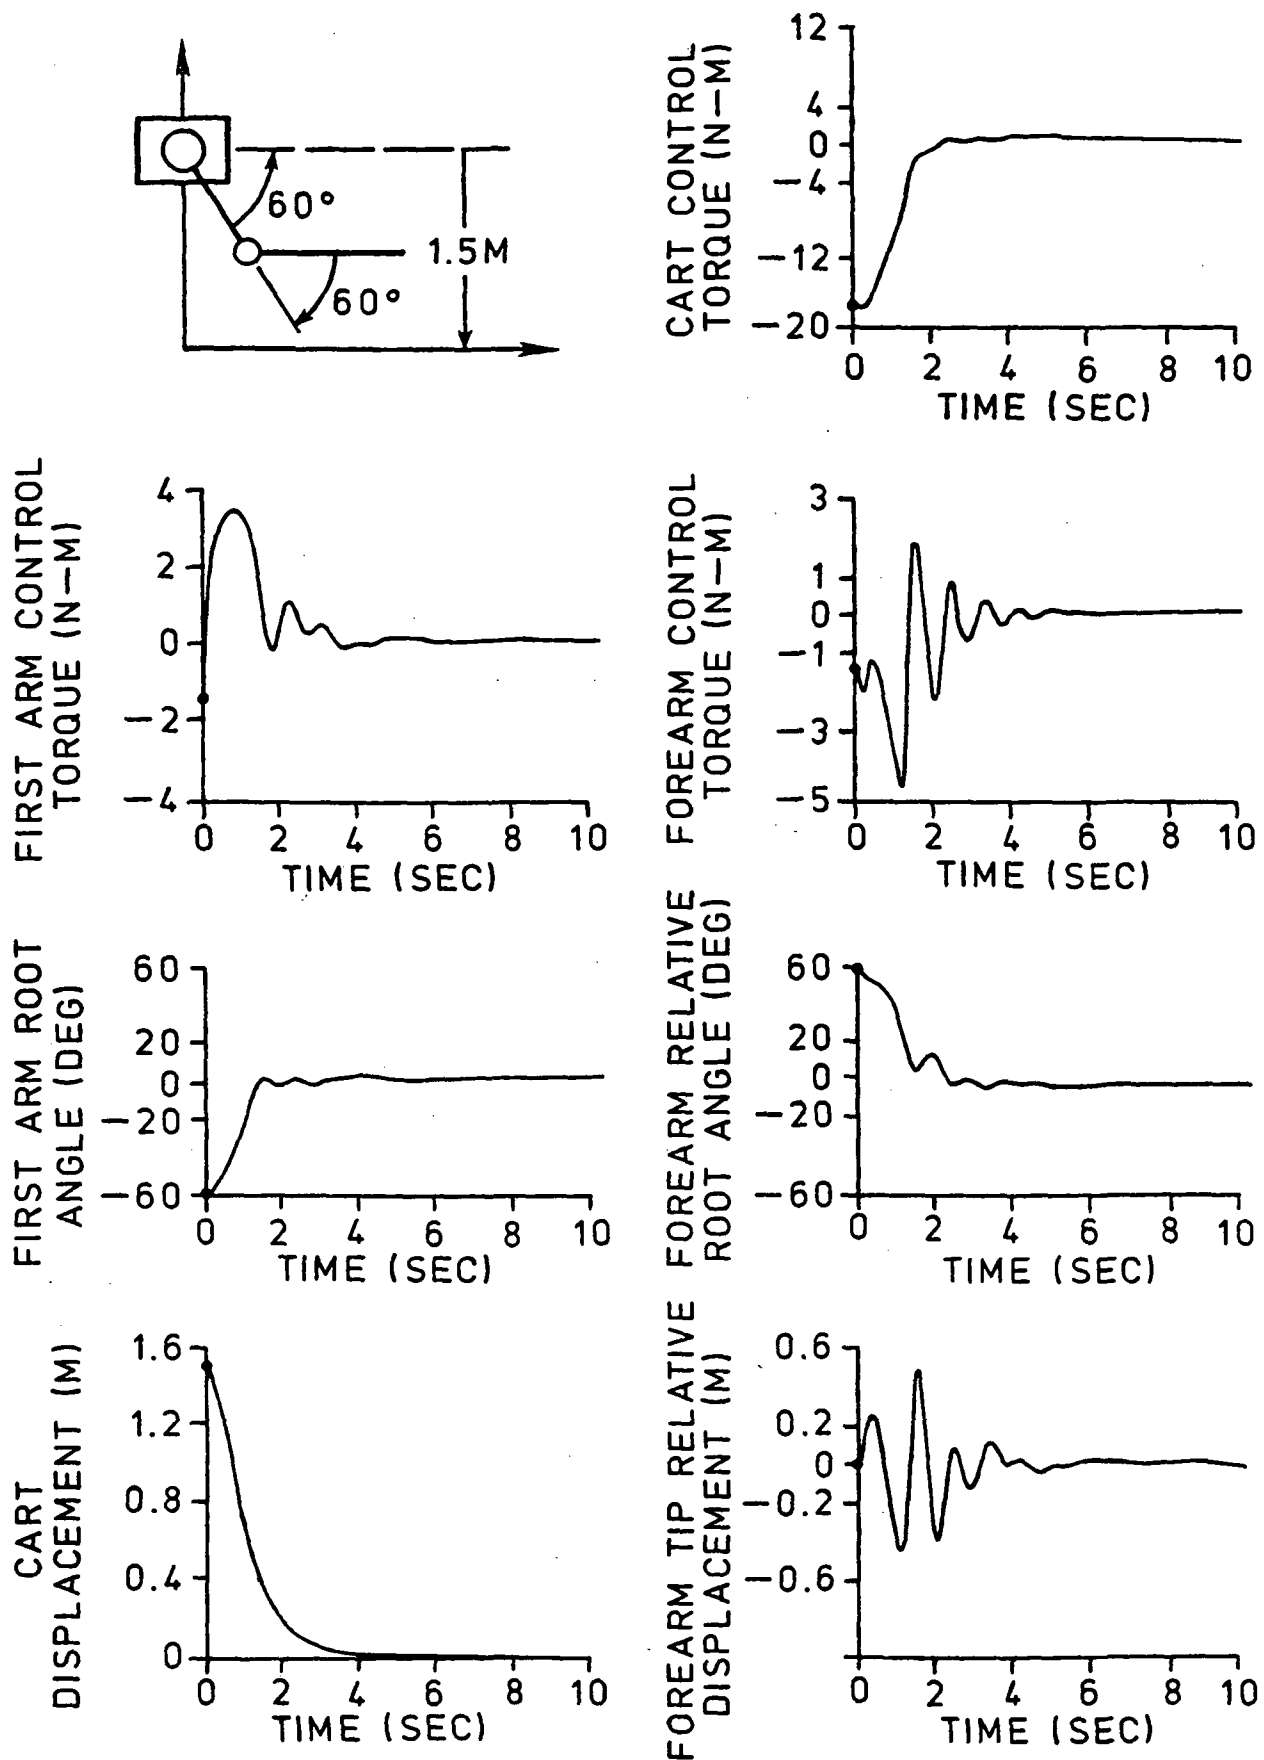 60°
1.5M
60°
CART CONTROL
TORQUE (N—M)
12
4
0
—4
—12
—20
0 2 4 6 8 10
TIME (SEC)
FIRST ARM CONTROL
TORQUE (N—M)
4
2
0
—2
—4
0 2 4 6 8 10
TIME (SEC)
FOREARM CONTROL
TORQUE (N—M)
3
1
0
—1
—3
—5
0 2 4 6 8 10
TIME (SEC)
FIRST ARM ROOT
ANGLE (DEG)
60
20
0
—20
—60
0 2 4 6 8 10
TIME (SEC)
FOREARM RELATIVE
ROOT ANGLE (DEG)
60
20
0
—20
—60
0 2 4 6 8 10
TIME (SEC)
CART
DISPLACEMENT (M)
1.6
1.2
0.8
0.4
0
0 2 4 6 8 10
TIME (SEC)
FOREARM TIP RELATIVE
DISPLACEMENT (M)
0.6
0.2
0
—0.2
—0.6
0 2 4 6 8 10
TIME (SEC)